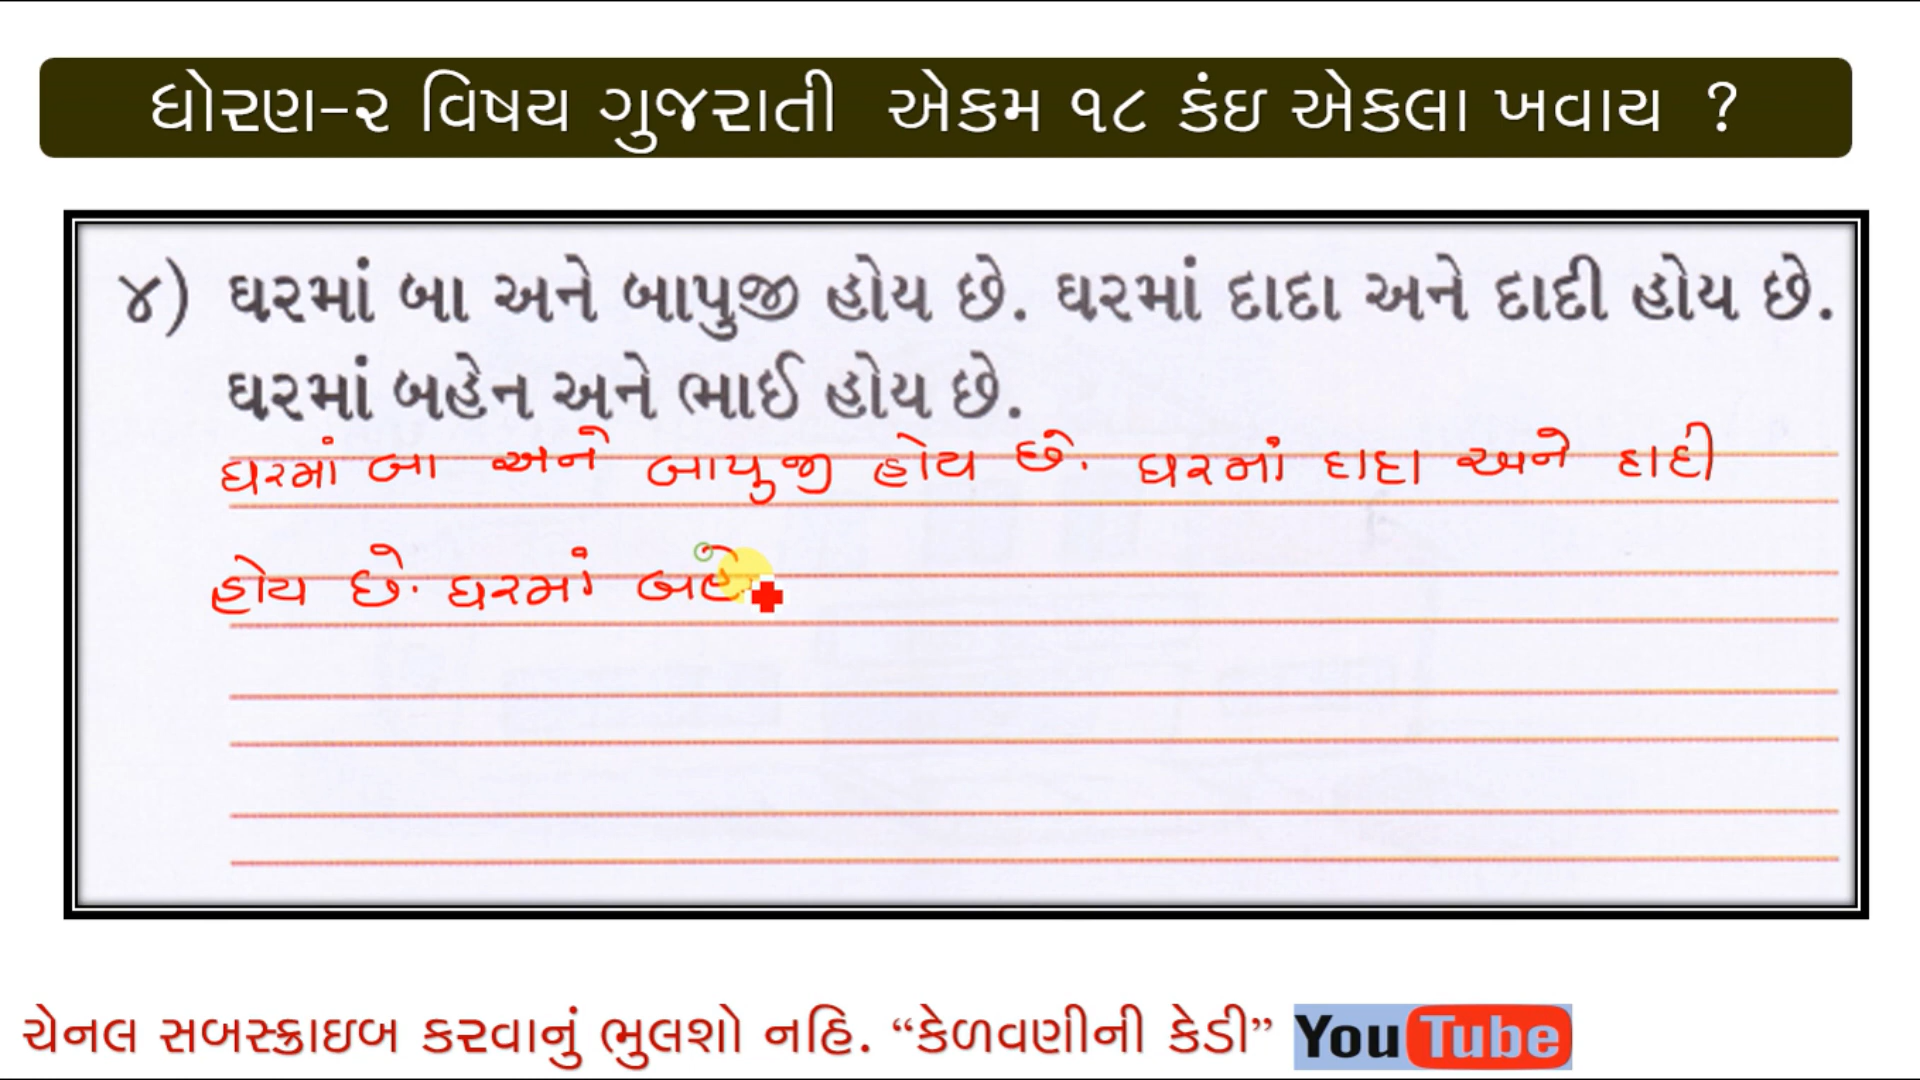 ધોરણ-૨ વિષય ગુજરાતી એકમ ૧૮ કંઇ એકલા ખવાય ?
૪) ઘરમાં બા અને બાપુજી હોય છે. ઘરમાં દાદા અને દાદી હોય છે.
ઘરમાં બહેન અને ભાઈ હોય છે.
ઘરમાં બા અને બાપુજી હોય છે. ઘરમાં દાદા અને દાદી
હોય છે. ઘરમાં બહે
ચેનલ સબસ્ક્રાઇબ કરવાનું ભુલશો નહિ. “કેળવણીની કેડી” YouTube